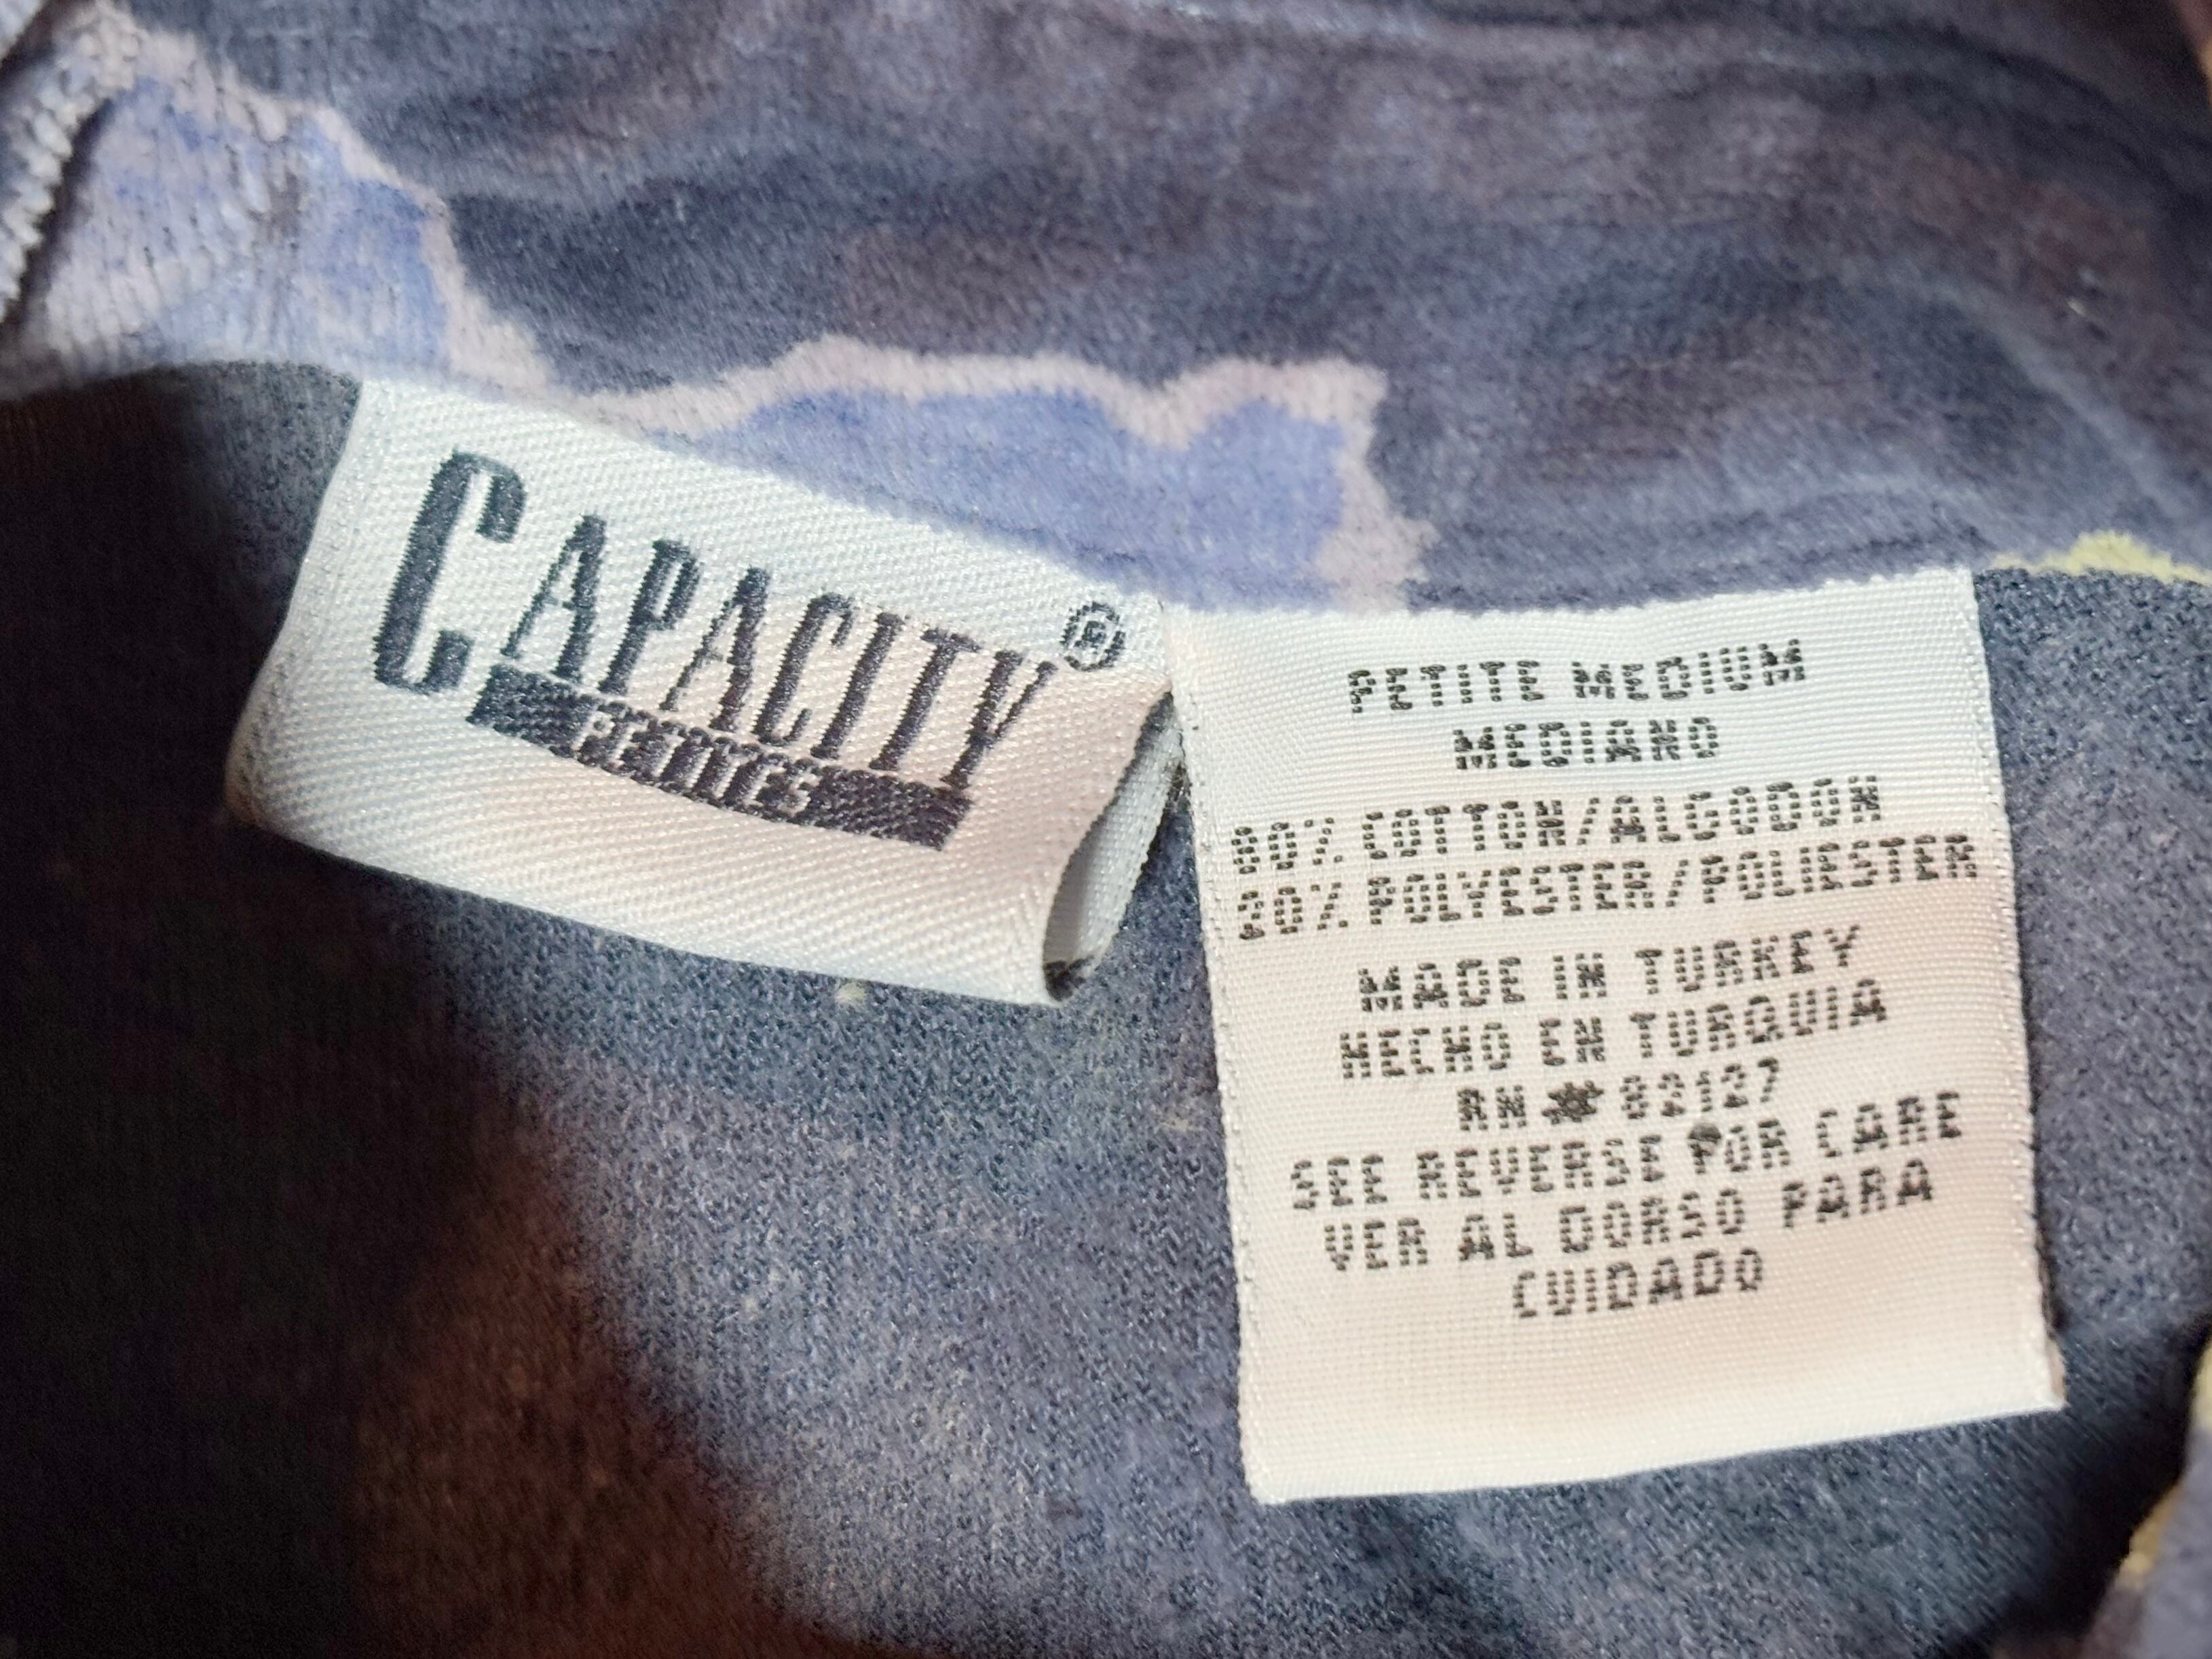 CAPACITY®
PETITES
PETITE MEDIUM
MEDIANO
80% COTTON/ALGODON
20% POLYESTER/POLIESTER
MADE IN TURKEY
HECHO EN TURQUIA
RN # 82127
SEE REVERSE FOR CARE
VER AL DORSO PARA
CUIDADO